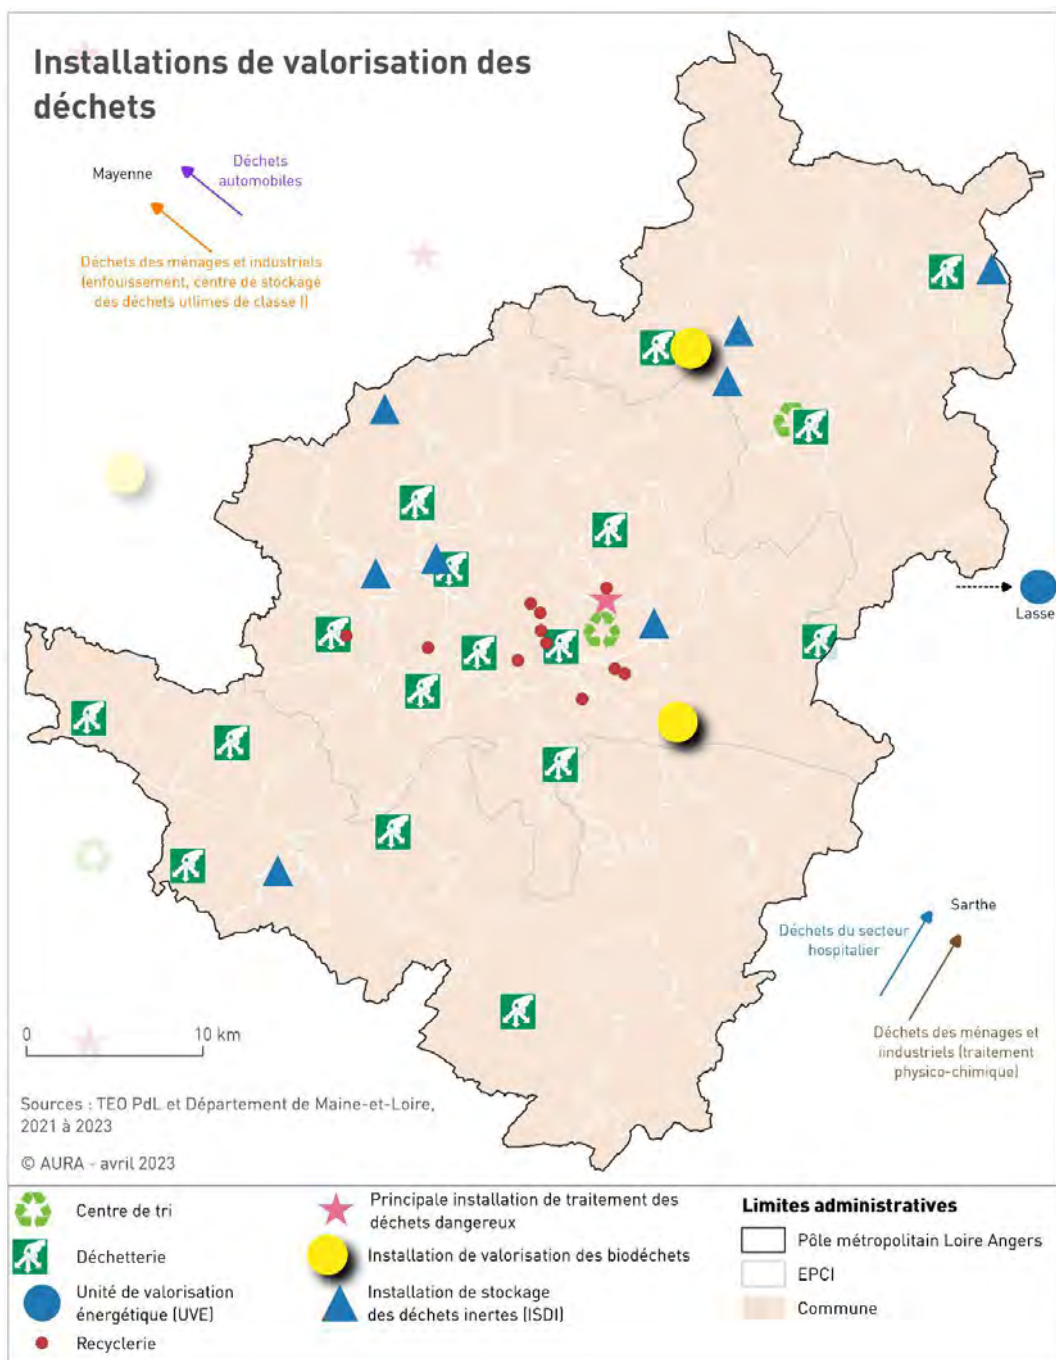 Installations de valorisation des
déchets
Mayenne
Déchets
automobiles
Déchets des ménages et industriels
(enfouissement, centre de stockage
des déchets utlimes de classe I)
Lasse
Sarthe
Déchets du secteur
hospitalier
Déchets des ménages et
iindustriels (traitement
physico-chimique)
0 10 km
Sources : TEO PdL et Département de Maine-et-Loire,
2021 à 2023
© AURA - avril 2023
Centre de tri
Déchetterie
Unité de valorisation
énergétique (UVE)
Recyclerie
Principale installation de traitement des
déchets dangereux
Installation de valorisation des biodéchets
Installation de stockage
des déchets inertes (ISDI)
Limites administratives
Pôle métropolitain Loire Angers
EPCI
Commune